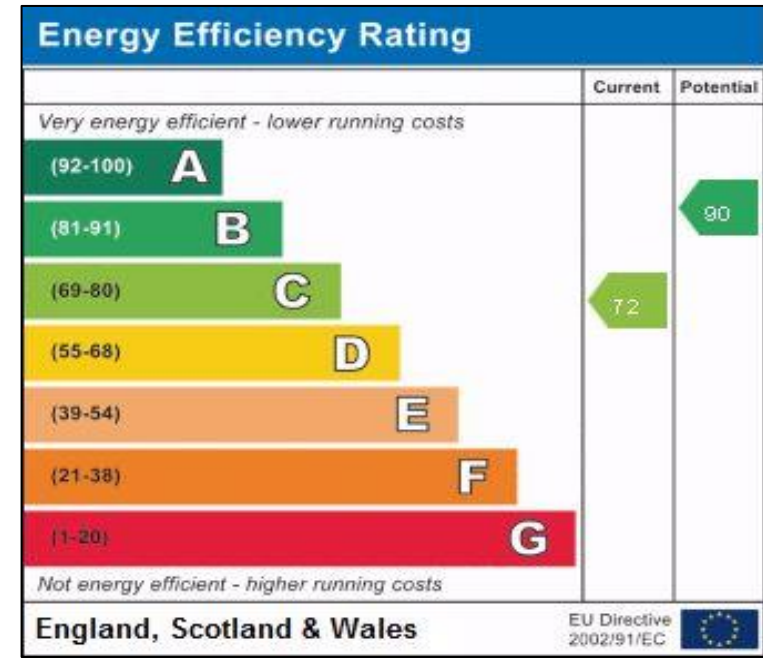 Energy Efficiency Rating
Current Potential
Very energy efficient - lower running costs
(92-100) A
(81-91) B
90
(69-80) C
72
(55-68) D
(39-54) E
(21-38) F
(1-20) G
Not energy efficient - higher running costs
England, Scotland & Wales
EU Directive
2002/91/EC